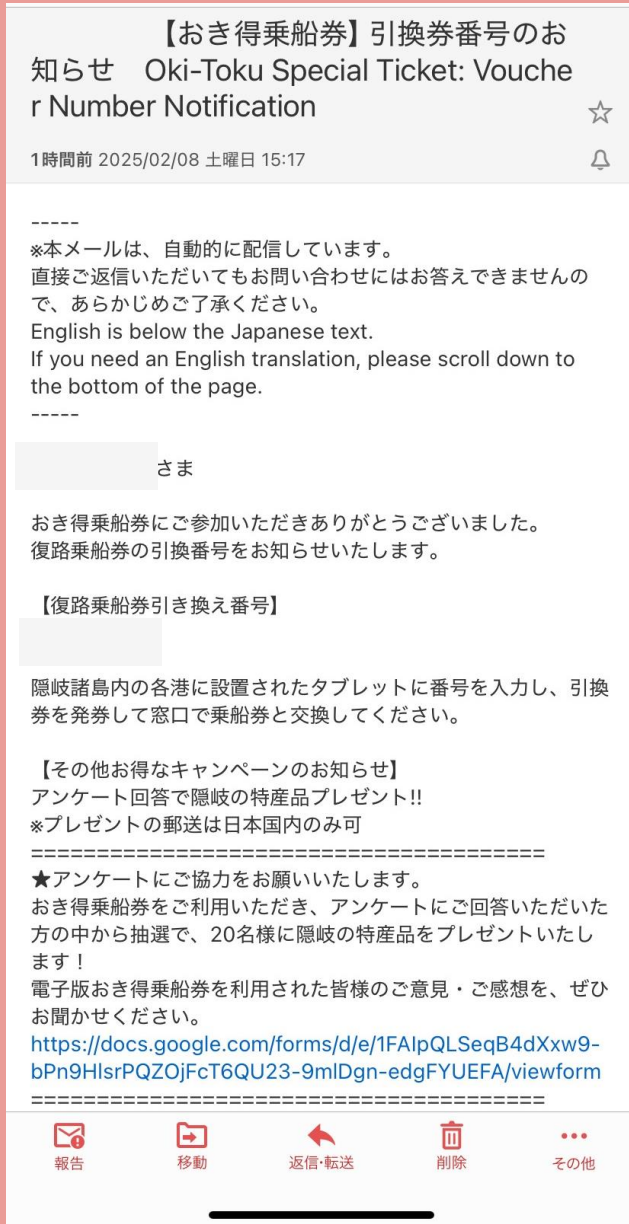 【おき得乗船券】引換券番号のお
知らせ　Oki-Toku Special Ticket: Vouche
r Number Notification
1時間前 2025/02/08 土曜日 15:17
-----
※本メールは、自動的に配信しています。
直接ご返信いただいてもお問い合わせにはお答えできませんの
で、あらかじめご了承ください。
English is below the Japanese text.
If you need an English translation, please scroll down to
the bottom of the page.
-----
さま
おき得乗船券にご参加いただきありがとうございました。
復路乗船券の引換番号をお知らせいたします。
【復路乗船券引き換え番号】
隠岐諸島内の各港に設置されたタブレットに番号を入力し、引換
券を発券して窓口で乗船券と交換してください。
【その他お得なキャンペーンのお知らせ】
アンケート回答で隠岐の特産品プレゼント!!
※プレゼントの郵送は日本国内のみ可
=======================================
★アンケートにご協力をお願いいたします。
おき得乗船券をご利用いただき、アンケートにご回答いただいた
方の中から抽選で、20名様に隠岐の特産品をプレゼントいたし
ます！
電子版おき得乗船券を利用された皆様のご意見・ご感想を、ぜひ
お聞かせください。
https://docs.google.com/forms/d/e/1FAIpQLSeqB4dXxw9-
bPn9HIsrPQZOjFcT6QU23-9mlDgn-edgFYUEFA/viewform
=======================================
報告 移動 返信・転送 削除 その他